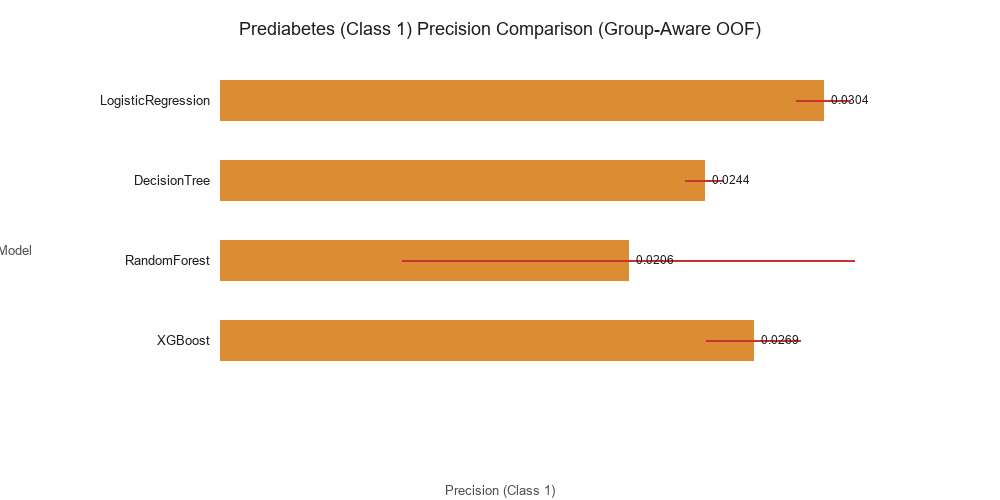 Prediabetes (Class 1) Precision Comparison (Group-Aware OOF)
LogisticRegression
0.0304
DecisionTree
0.0244
Model
RandomForest
0.0206
XGBoost
0.0269
Precision (Class 1)